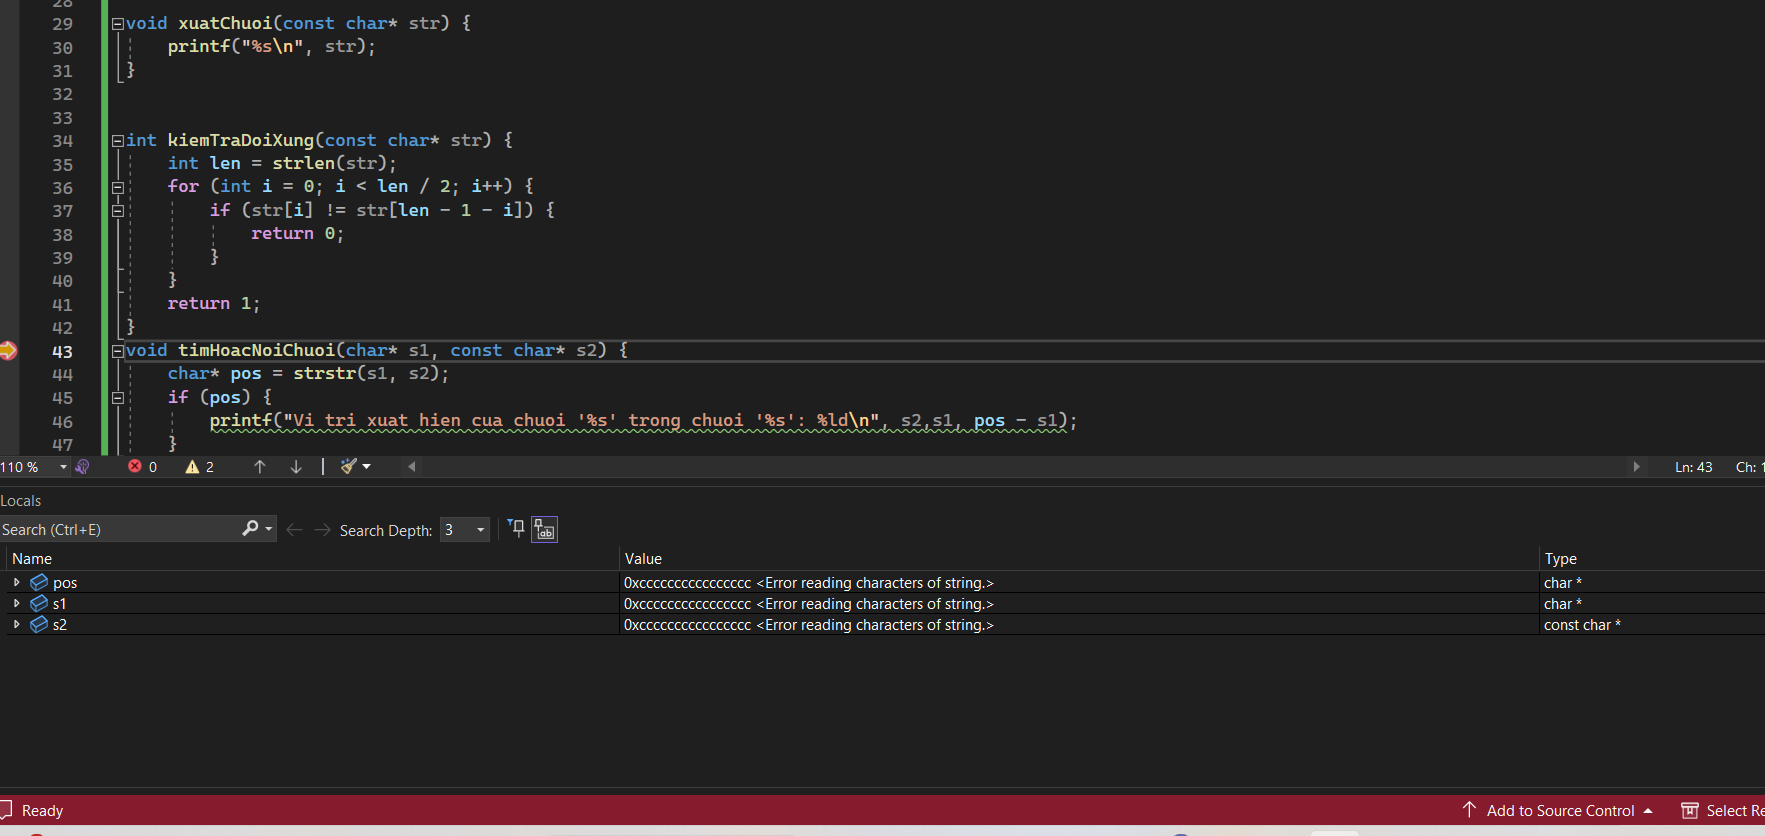 28
29 void xuatChuoi(const char* str) {
30 printf("%s\n", str);
31 }
32
33
34 int kiemTraDoiXung(const char* str) {
35 int len = strlen(str);
36 for (int i = 0; i < len / 2; i++) {
37 if (str[i] != str[len - 1 - i]) {
38 return 0;
39 }
40 }
41 return 1;
42 }
43 void timHoacNoiChuoi(char* s1, const char* s2) {
44 char* pos = strstr(s1, s2);
45 if (pos) {
46 printf("Vi tri xuat hien cua chuoi '%s' trong chuoi '%s': %ld\n", s2,s1, pos - s1);
47 }
110 % 0 2 Ln: 43 Ch: 1
Locals
Search (Ctrl+E) Search Depth: 3
Name Value Type
pos 0xcccccccccccccccc <Error reading characters of string.> char *
s1 0xcccccccccccccccc <Error reading characters of string.> char *
s2 0xcccccccccccccccc <Error reading characters of string.> const char *
Ready Add to Source Control Select Re